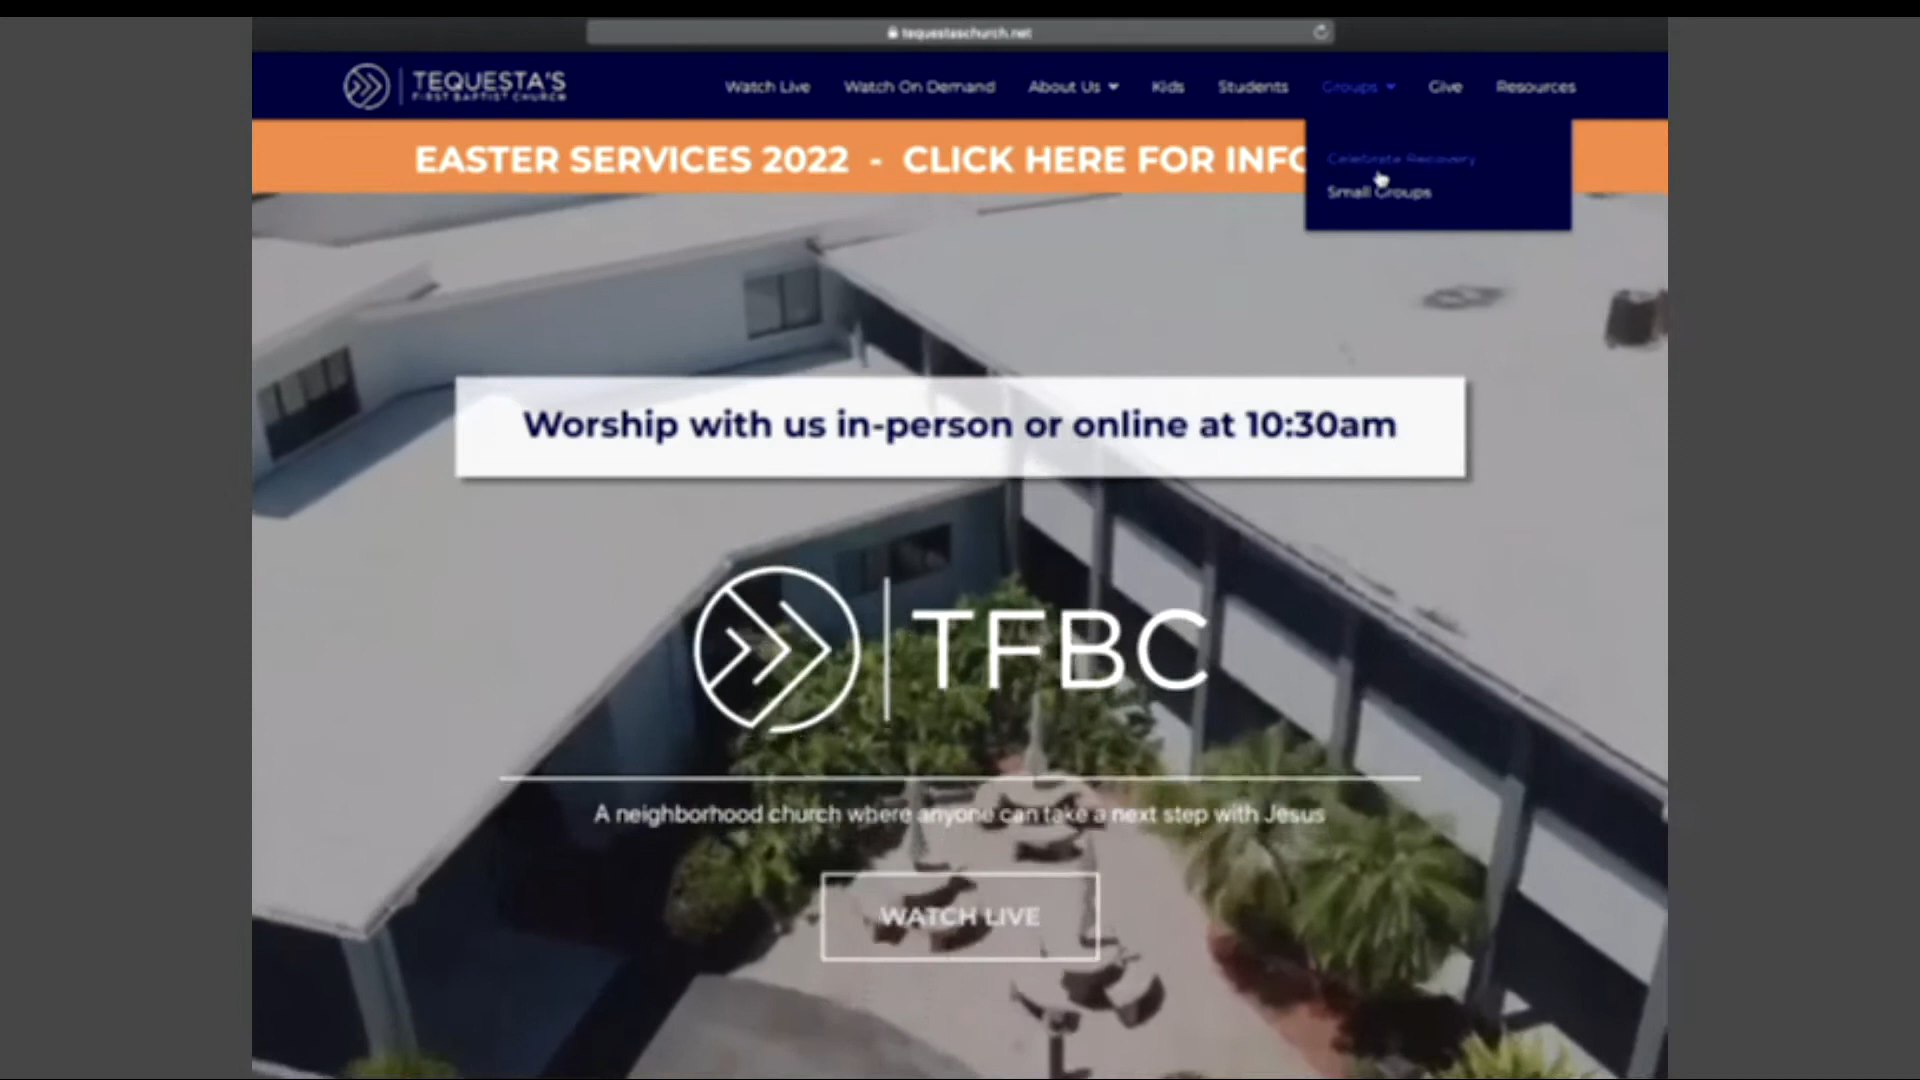 tequestaschurch.net
TEQUESTA'S
FIRST BAPTIST CHURCH
Watch Live
Watch On Demand
About Us
Kids
Students
Groups
Give
Resources
EASTER SERVICES 2022 - CLICK HERE FOR INFO
Celebrate Recovery
Small Groups
Worship with us in-person or online at 10:30am
TFBC
A neighborhood church where anyone can take a next step with Jesus
WATCH LIVE